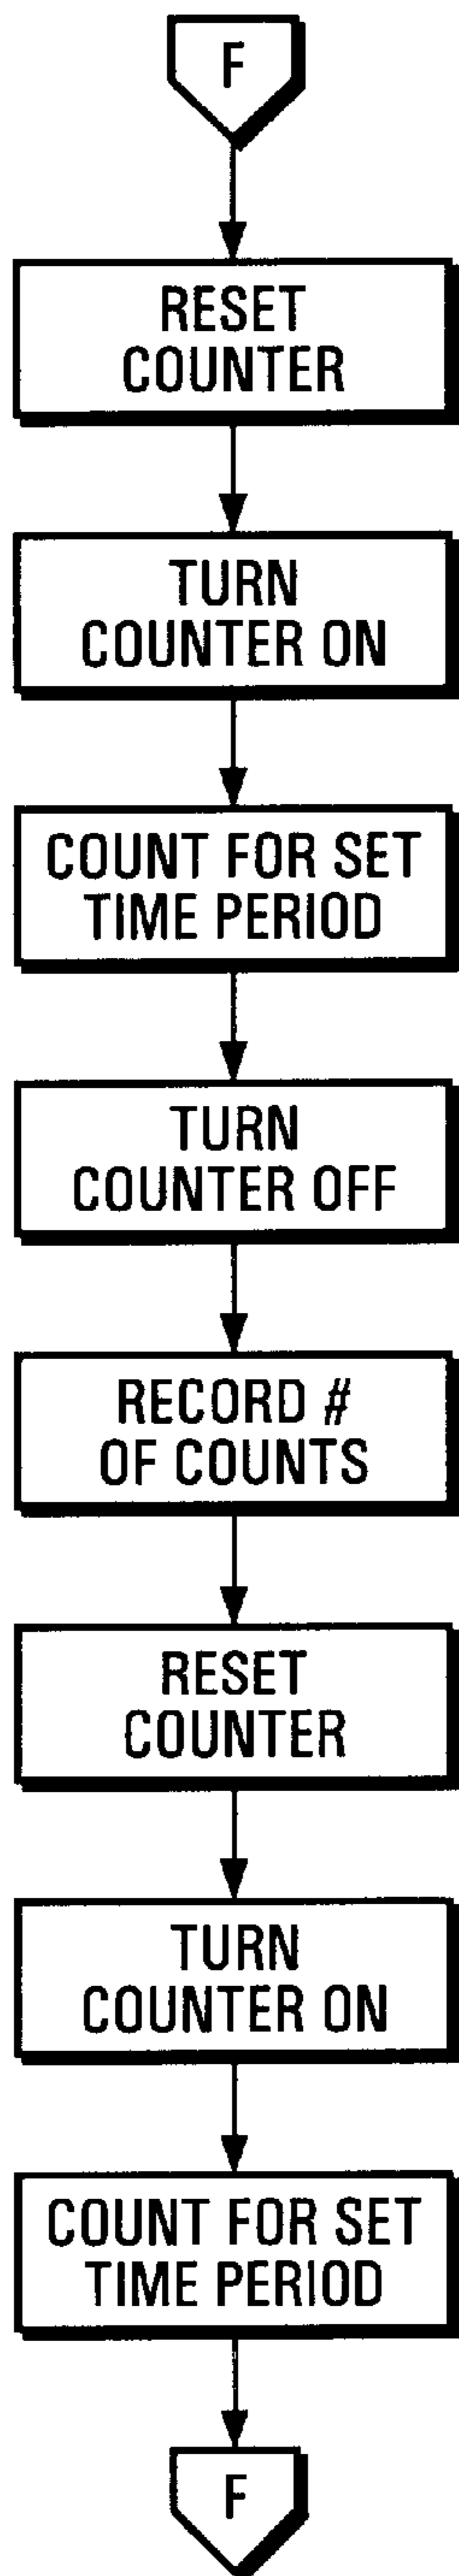 F
RESET
COUNTER
TURN
COUNTER ON
COUNT FOR SET
TIME PERIOD
TURN
COUNTER OFF
RECORD #
OF COUNTS
RESET
COUNTER
TURN
COUNTER ON
COUNT FOR SET
TIME PERIOD
F